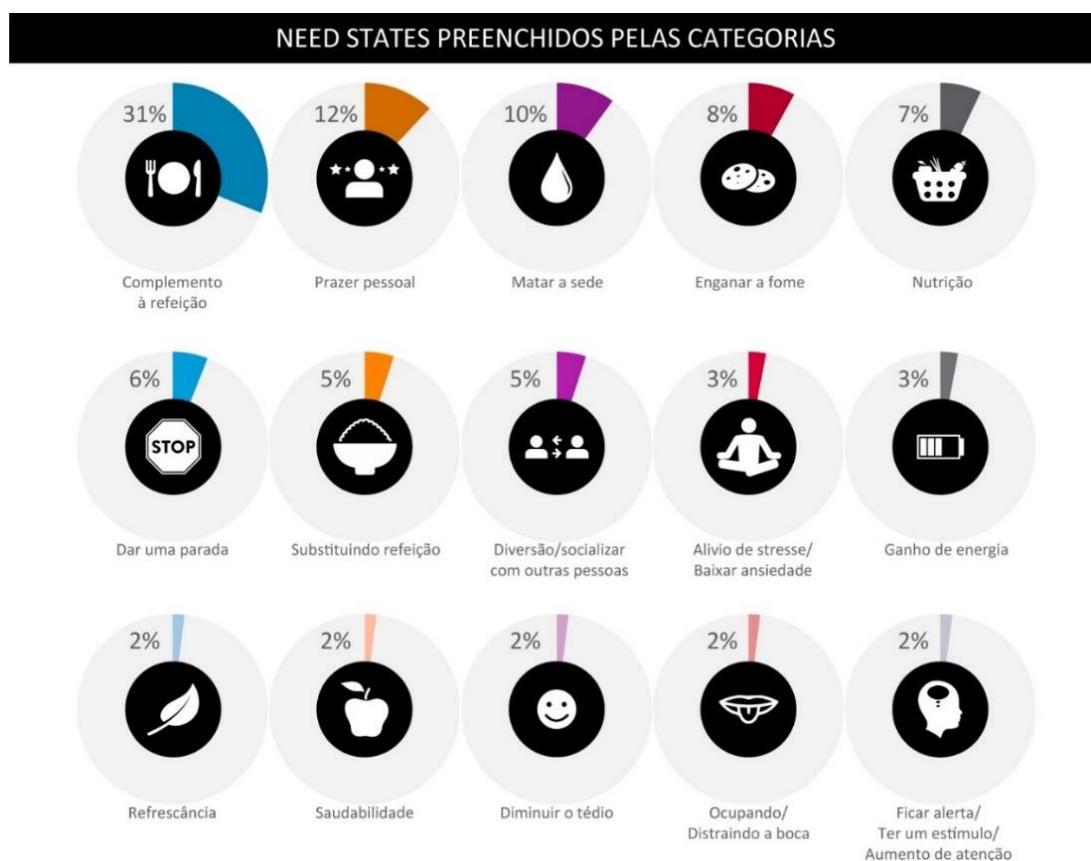 NEED STATES PREENCHIDOS PELAS CATEGORIAS
31%
Complemento
à refeição
12%
Prazer pessoal
10%
Matar a sede
8%
Enganar a fome
7%
Nutrição
6%
STOP
Dar uma parada
5%
Substituindo refeição
5%
Diversão/socializar
com outras pessoas
3%
Alivio de stresse/
Baixar ansiedade
3%
Ganho de energia
2%
Refrescância
2%
Saudabilidade
2%
Diminuir o tédio
2%
Ocupando/
Distraindo a boca
2%
Ficar alerta/
Ter um estímulo/
Aumento de atenção